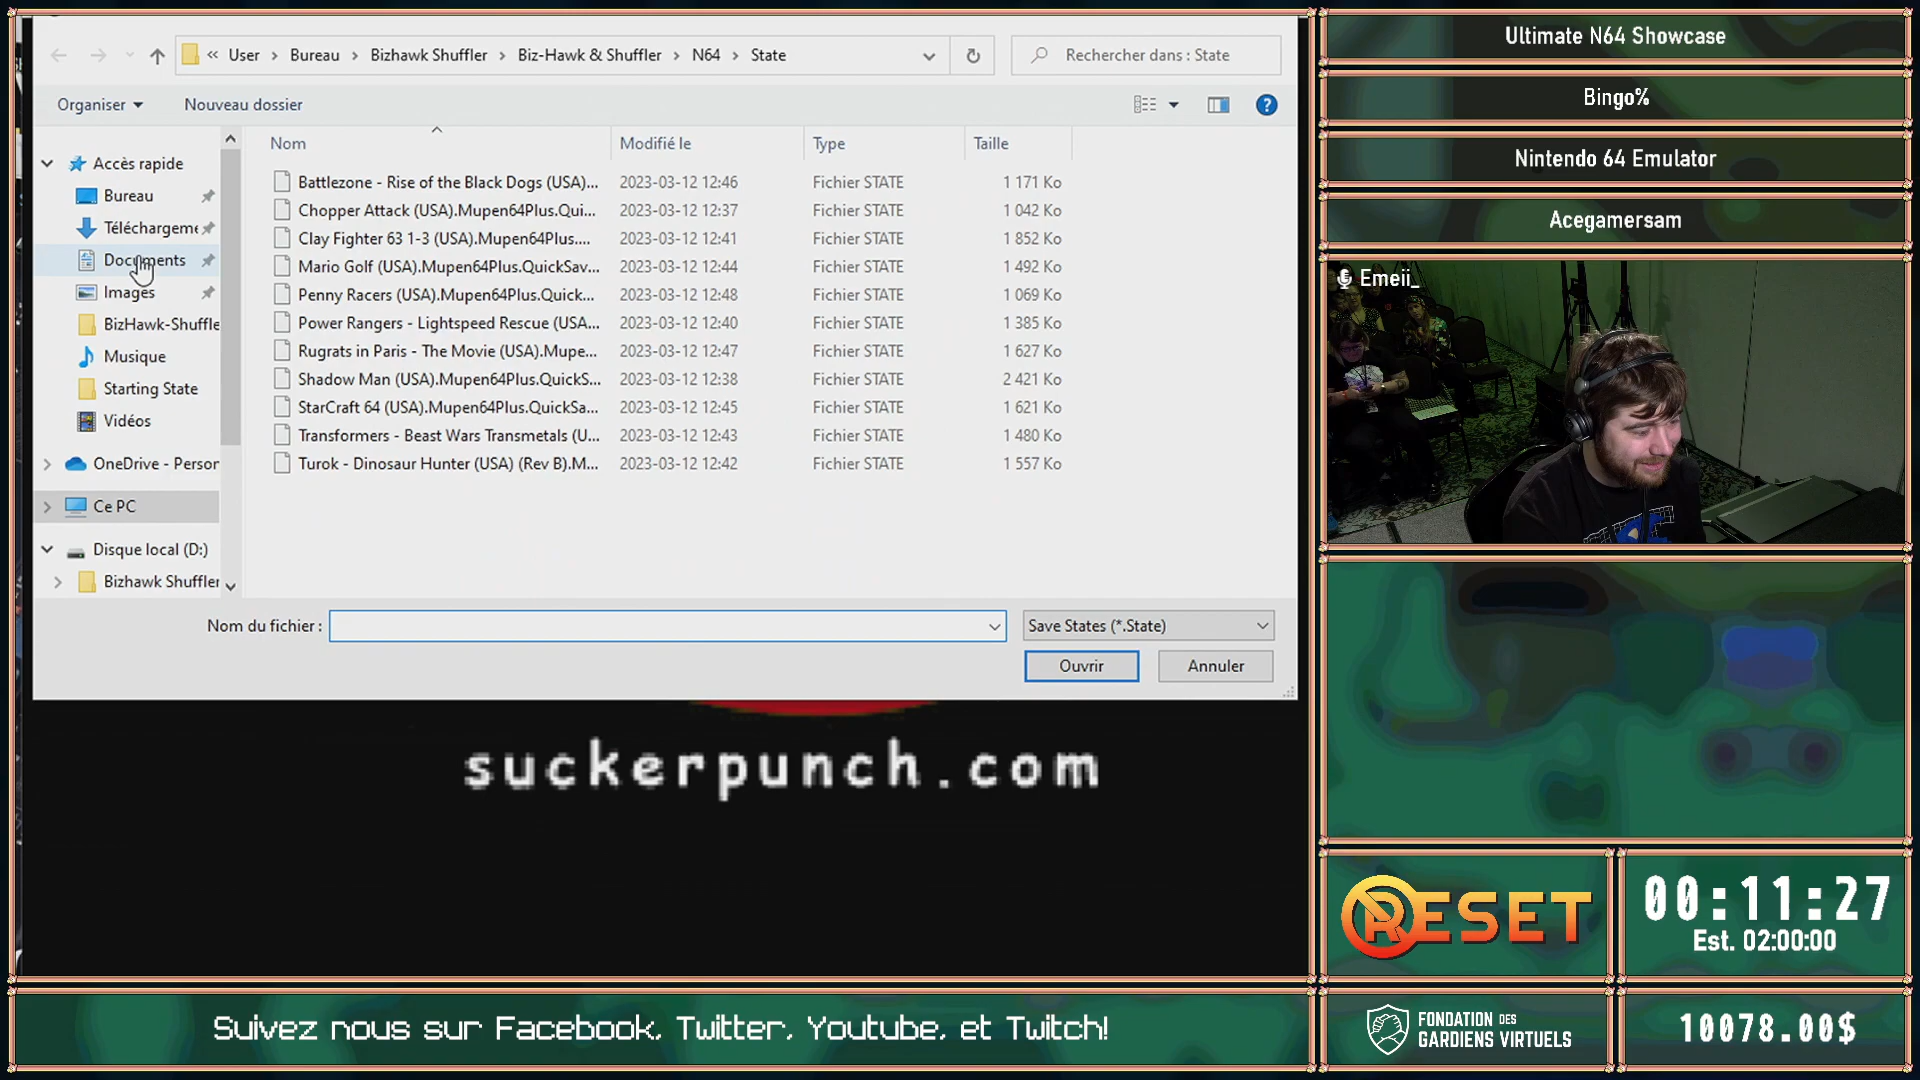 « User > Bureau > Bizhawk Shuffler > Biz-Hawk & Shuffler > N64 > State
Rechercher dans : State
Organiser
Nouveau dossier
Nom
Modifié le
Type
Taille
Accès rapide
Bureau
Téléchargeme
Documents
Images
BizHawk-Shuffle
Musique
Starting State
Vidéos
OneDrive - Person
Ce PC
Disque local (D:)
Bizhawk Shuffler
Battlezone - Rise of the Black Dogs (USA)... 2023-03-12 12:46 Fichier STATE 1 171 Ko
Chopper Attack (USA).Mupen64Plus.Qui... 2023-03-12 12:37 Fichier STATE 1 042 Ko
Clay Fighter 63 1-3 (USA).Mupen64Plus.... 2023-03-12 12:41 Fichier STATE 1 852 Ko
Mario Golf (USA).Mupen64Plus.QuickSav... 2023-03-12 12:44 Fichier STATE 1 492 Ko
Penny Racers (USA).Mupen64Plus.Quick... 2023-03-12 12:48 Fichier STATE 1 069 Ko
Power Rangers - Lightspeed Rescue (USA... 2023-03-12 12:40 Fichier STATE 1 385 Ko
Rugrats in Paris - The Movie (USA).Mupe... 2023-03-12 12:47 Fichier STATE 1 627 Ko
Shadow Man (USA).Mupen64Plus.QuickS... 2023-03-12 12:38 Fichier STATE 2 421 Ko
StarCraft 64 (USA).Mupen64Plus.QuickSa... 2023-03-12 12:45 Fichier STATE 1 621 Ko
Transformers - Beast Wars Transmetals (U... 2023-03-12 12:43 Fichier STATE 1 480 Ko
Turok - Dinosaur Hunter (USA) (Rev B).M... 2023-03-12 12:42 Fichier STATE 1 557 Ko
Nom du fichier :
Save States (*.State)
Ouvrir
Annuler
suckerpunch.com
Ultimate N64 Showcase
Bingo%
Nintendo 64 Emulator
Acegamersam
Emeii_
RESET
00:11:27
Est. 02:00:00
Suivez nous sur Facebook, Twitter, Youtube, et Twitch!
FONDATION DES
GARDIENS VIRTUELS
10078.00$